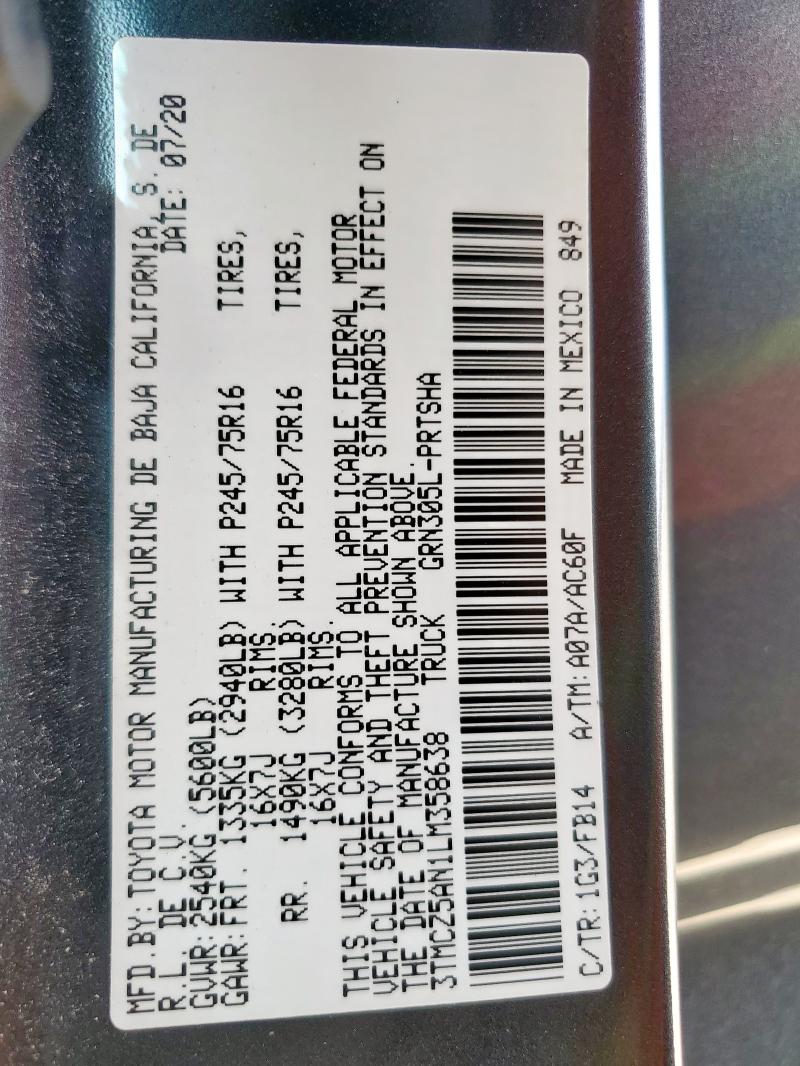 MFD.BY: TOYOTA MOTOR MANUFACTURING DE BAJA CALIFORNIA, S. DE
R.L. DE C.V. DATE: 07/20
GVWR: 2540KG (5600LB)
GAWR: FRT. 1335KG (2940LB) WITH P245/75R16 TIRES,
16X7J RIMS.
RR. 1490KG (3280LB) WITH P245/75R16 TIRES,
16X7J RIMS.
THIS VEHICLE CONFORMS TO ALL APPLICABLE FEDERAL MOTOR
VEHICLE SAFETY AND THEFT PREVENTION STANDARDS IN EFFECT ON
THE DATE OF MANUFACTURE SHOWN ABOVE.
3TMCZ5AN1LM358638 TRUCK GRN305L-PRTSHA
C/TR: 1G3/FB14 A/TM: A07A/AC60F MADE IN MEXICO 849